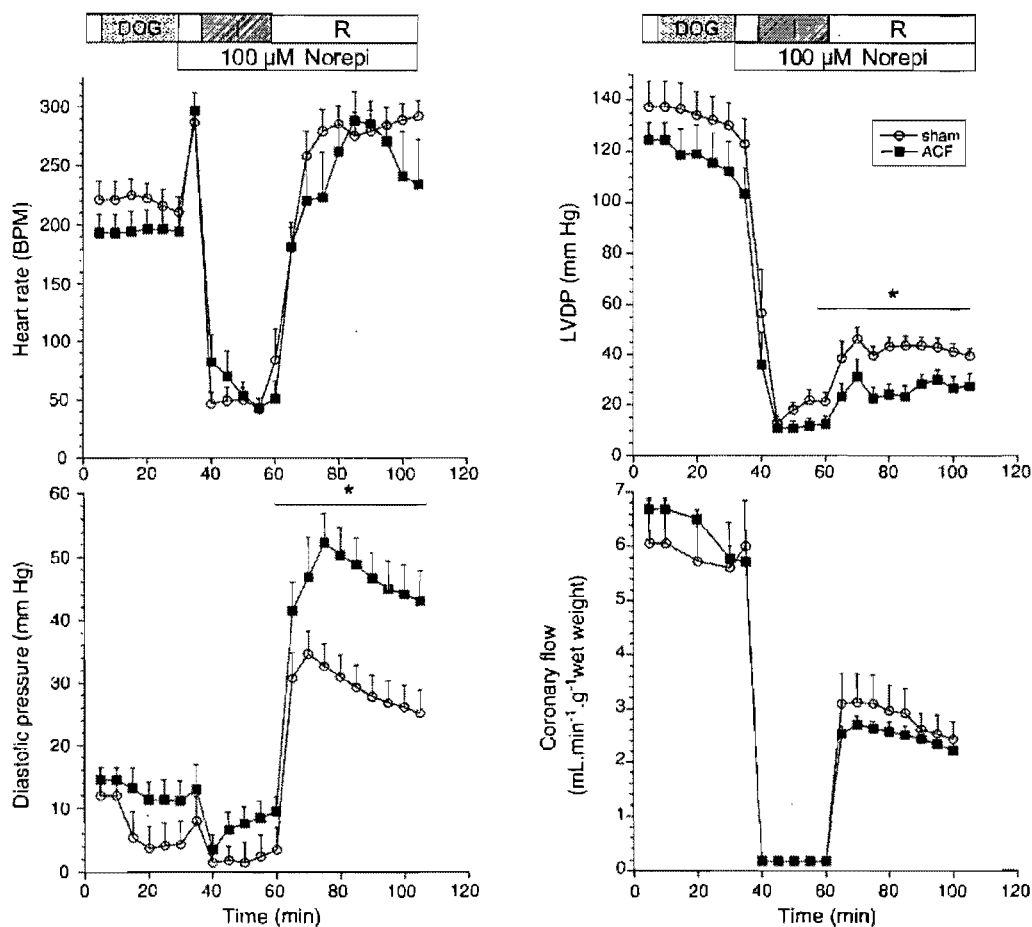 DOG
R
100 µM Norepi
Heart rate (BPM)
300
250
200
150
100
50
0
0 20 40 60 80 100 120
DOG
R
100 µM Norepi
LVDP (mm Hg)
140
120
100
80
60
40
20
0
sham
ACF
*
0 20 40 60 80 100 120
Diastolic pressure (mm Hg)
60
50
40
30
20
10
0
*
0 20 40 60 80 100 120
Time (min)
Coronary flow
(mL.min⁻¹.g⁻¹wet weight)
7
6
5
4
3
2
1
0
0 20 40 60 80 100 120
Time (min)